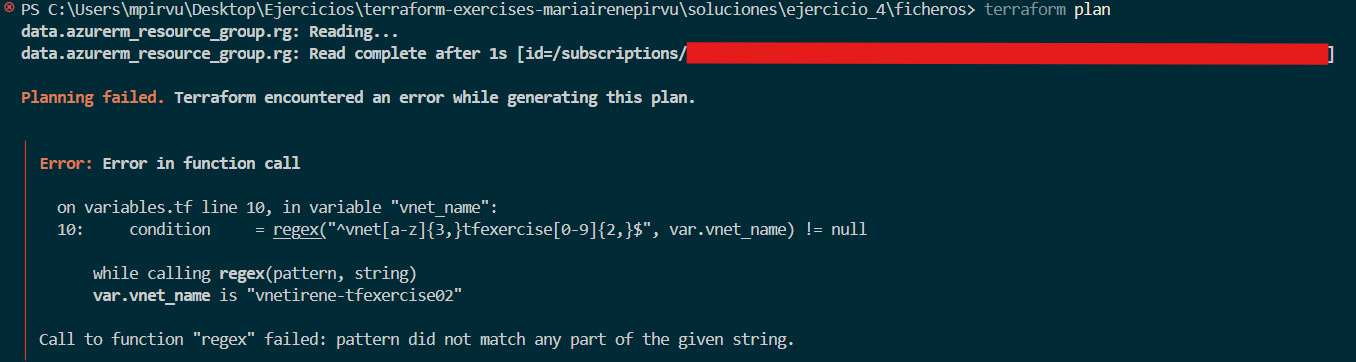 PS C:\Users\mpirvu\Desktop\Ejercicios\terraform-exercises-mariairenepirvu\soluciones\ejercicio_4\ficheros> terraform plan
data.azurerm_resource_group.rg: Reading...
data.azurerm_resource_group.rg: Read complete after 1s [id=/subscriptions/ ]
Planning failed. Terraform encountered an error while generating this plan.
Error: Error in function call
on variables.tf line 10, in variable "vnet_name":
10: condition = regex("^vnet[a-z]{3,}tfexercise[0-9]{2,}$", var.vnet_name) != null
while calling regex(pattern, string)
var.vnet_name is "vnetirene-tfexercise02"
Call to function "regex" failed: pattern did not match any part of the given string.